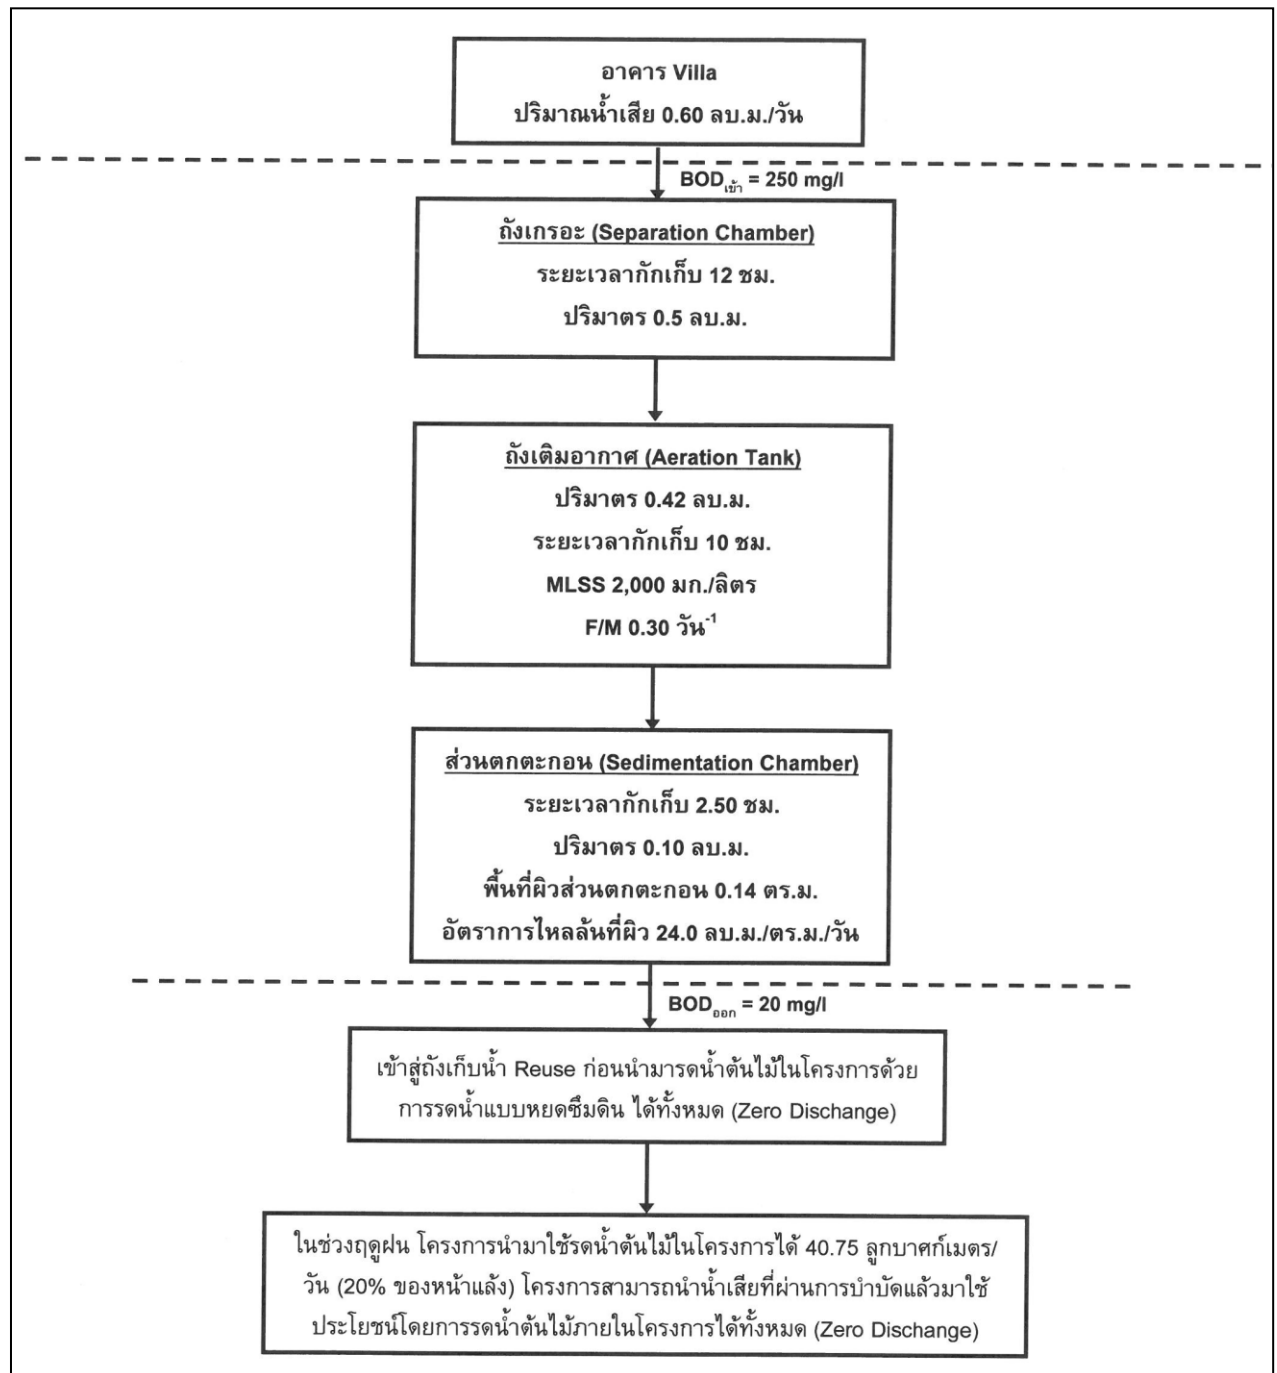 อาคาร Villa
ปริมาณน้ำเสีย 0.60 ลบ.ม./วัน
BODเข้า = 250 mg/l
ถังเกรอะ (Separation Chamber)
ระยะเวลากักเก็บ 12 ชม.
ปริมาตร 0.5 ลบ.ม.
ถังเติมอากาศ (Aeration Tank)
ปริมาตร 0.42 ลบ.ม.
ระยะเวลากักเก็บ 10 ชม.
MLSS 2,000 มก./ลิตร
F/M 0.30 วัน-1
ส่วนตกตะกอน (Sedimentation Chamber)
ระยะเวลากักเก็บ 2.50 ชม.
ปริมาตร 0.10 ลบ.ม.
พื้นที่ผิวส่วนตกตะกอน 0.14 ตร.ม.
อัตราการไหลล้นที่ผิว 24.0 ลบ.ม./ตร.ม./วัน
BODออก = 20 mg/l
เข้าสู่ถังเก็บน้ำ Reuse ก่อนนำมารดน้ำต้นไม้ในโครงการด้วย
การรดน้ำแบบหยดซึมดิน ได้ทั้งหมด (Zero Dischange)
ในช่วงฤดูฝน โครงการนำมาใช้รดน้ำต้นไม้ในโครงการได้ 40.75 ลูกบาศก์เมตร/
วัน (20% ของหน้าแล้ง) โครงการสามารถนำน้ำเสียที่ผ่านการบำบัดแล้วมาใช้
ประโยชน์โดยการรดน้ำต้นไม้ภายในโครงการได้ทั้งหมด (Zero Dischange)